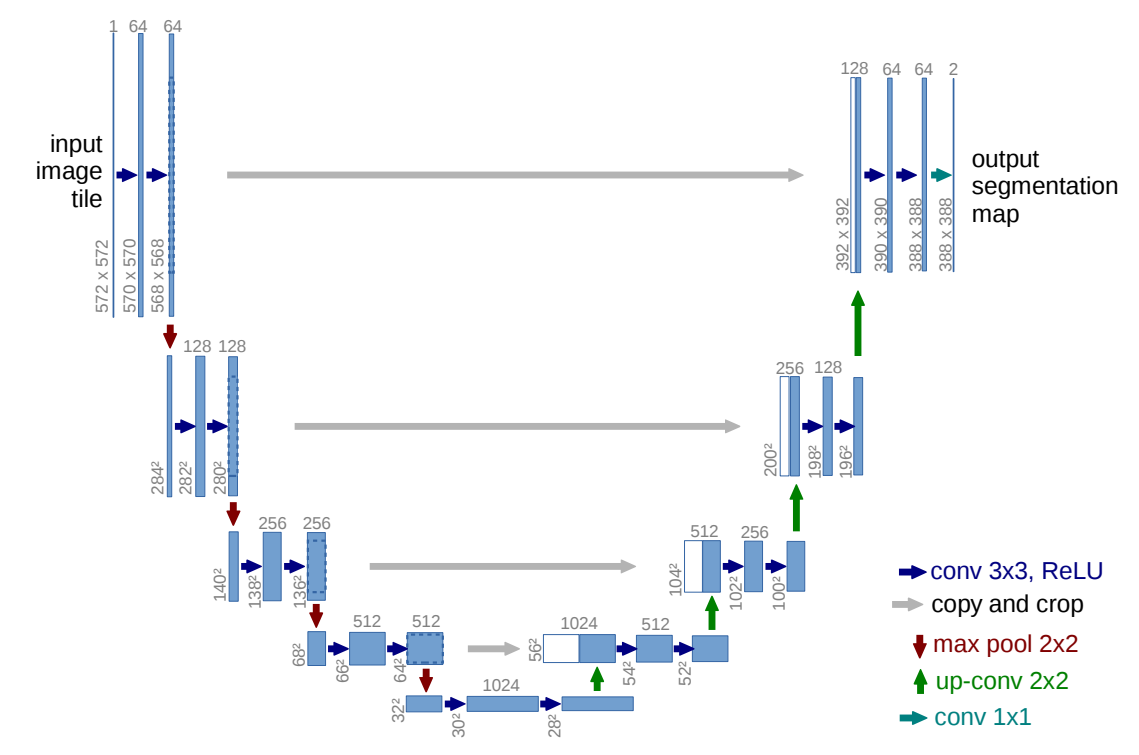 1 64 64
input
image
tile
572 x 572
570 x 570
568 x 568
128 64 64 2
output
segmentation
map
392 x 392
390 x 390
388 x 388
388 x 388
128 128
284²
282²
280²
256 128
200²
198²
196²
256 256
140²
138²
136²
512 256
104²
102²
100²
512 512
68²
66²
64²
1024 512
56²
54²
52²
1024
32²
30²
28²
conv 3x3, ReLU
copy and crop
max pool 2x2
up-conv 2x2
conv 1x1